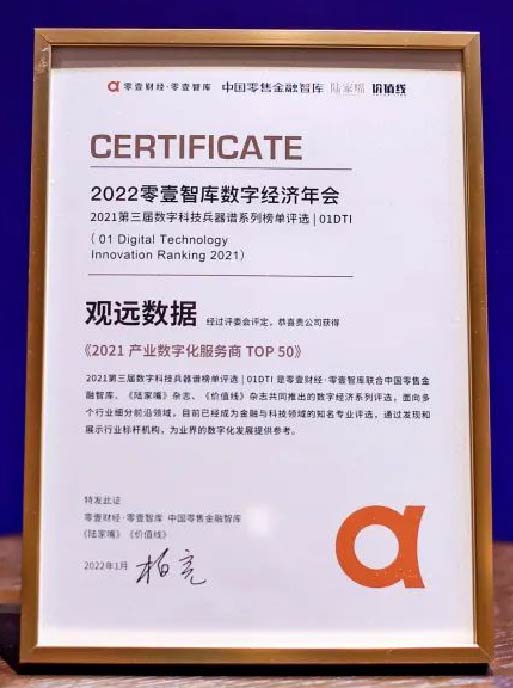 零壹财经·零壹智库 中国零售金融智库 陆家嘴 价值线
CERTIFICATE
2022零壹智库数字经济年会
2021第三届数字科技兵器谱系列榜单评选 | 01DTI
( 01 Digital Technology
Innovation Ranking 2021)
观远数据 经过评委会评定，恭喜贵公司获得
《2021 产业数字化服务商 TOP 50》
2021第三届数字科技兵器谱榜单评选 | 01DTI 是零壹财经·零壹智库联合中国零售金
融智库、《陆家嘴》杂志、《价值线》杂志共同推出的数字经济系列评选，面向多
个行业细分前沿领域，目前已经成为金融与科技领域的知名专业评选，通过发现和
展示行业标杆机构，为业界的数字化发展提供参考。
特发此证
零壹财经·零壹智库 中国零售金融智库
《陆家嘴》《价值线》
2022年1月 柏亮